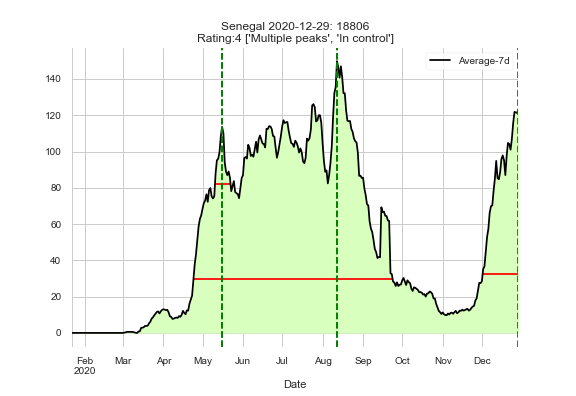 Senegal 2020-12-29: 18806
Rating:4 ['Multiple peaks', 'In control']
Average-7d
140
120
100
80
60
40
20
0
Feb Mar Apr May Jun Jul Aug Sep Oct Nov Dec
2020
Date